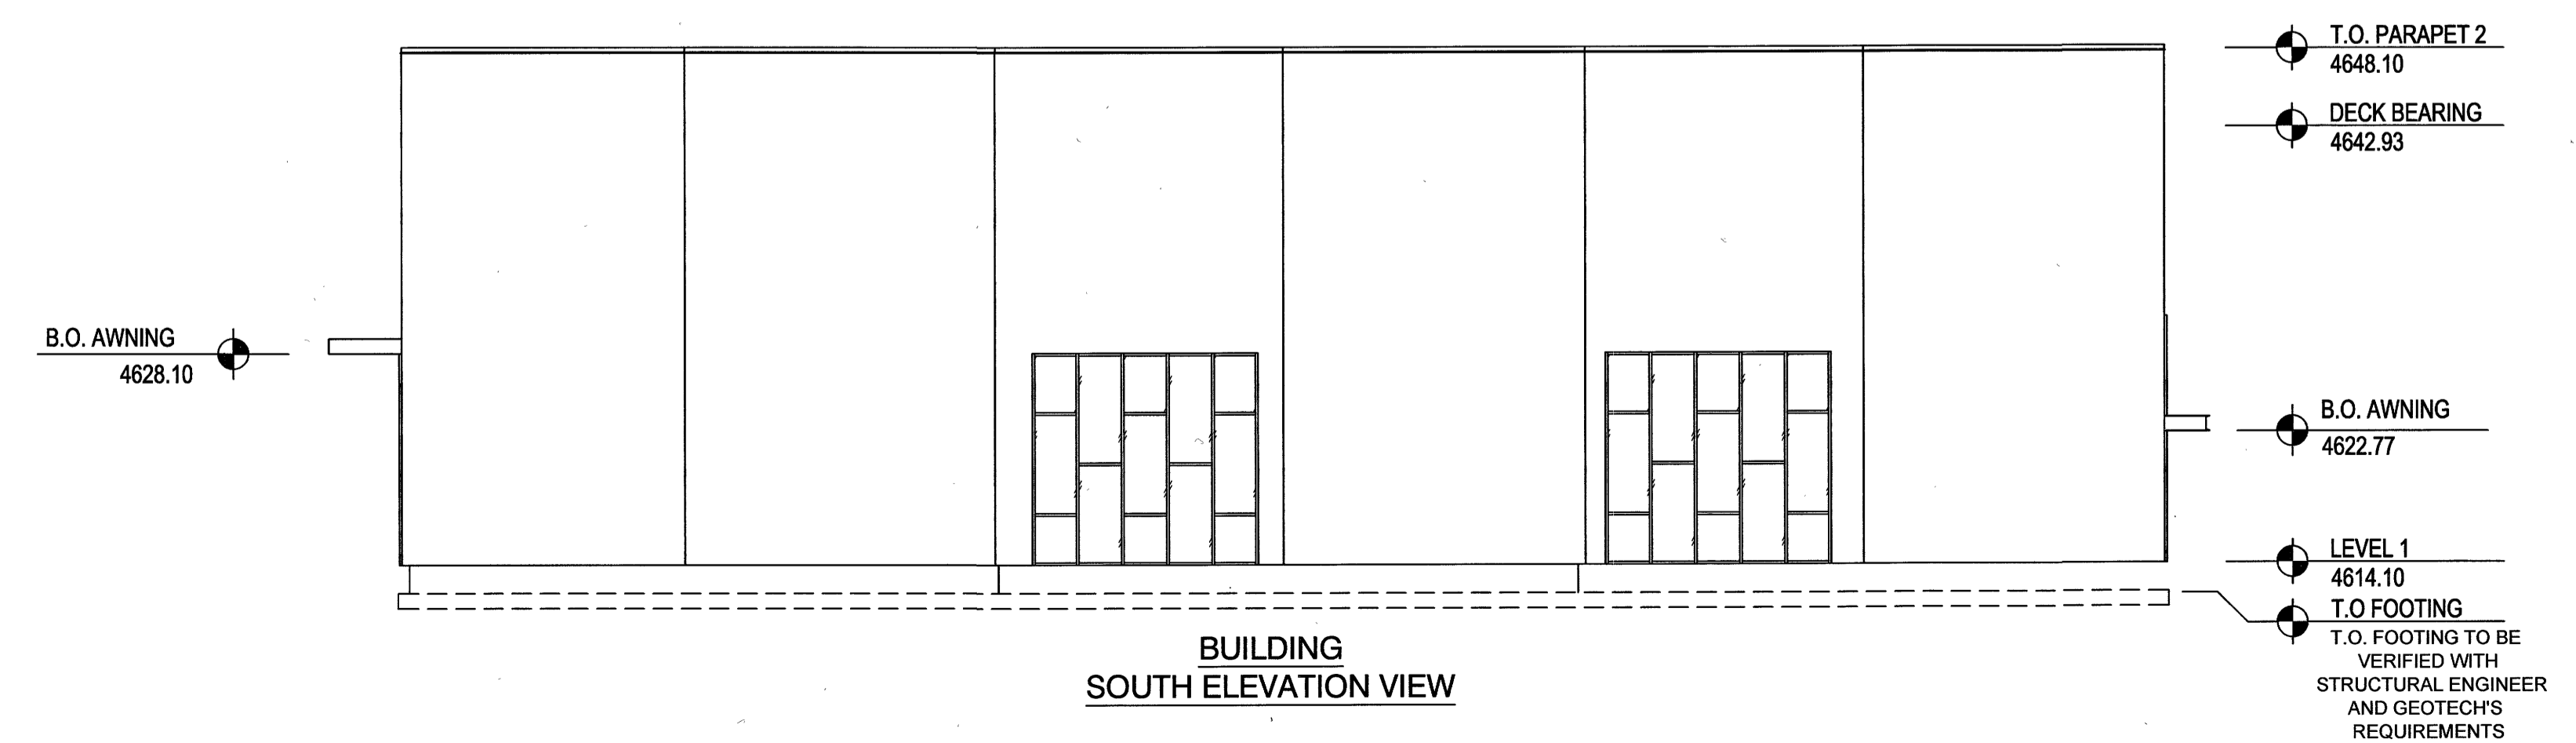 T.O. PARAPET 2
4648.10
DECK BEARING
4642.93
B.O. AWNING
4628.10
B.O. AWNING
4622.77
LEVEL 1
4614.10
T.O FOOTING
T.O. FOOTING TO BE
VERIFIED WITH
STRUCTURAL ENGINEER
AND GEOTECH'S
REQUIREMENTS
BUILDING
SOUTH ELEVATION VIEW